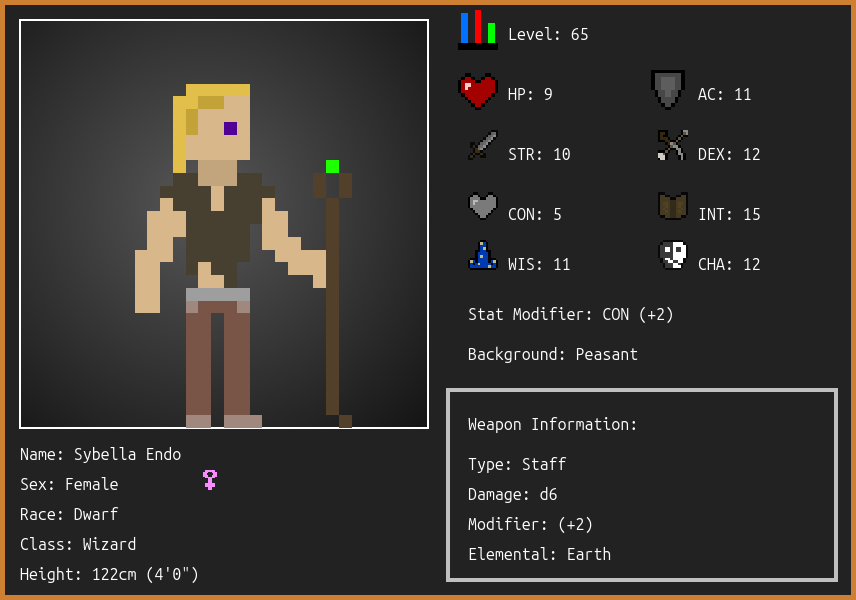 Level: 65
HP: 9
AC: 11
STR: 10
DEX: 12
CON: 5
INT: 15
WIS: 11
CHA: 12
Stat Modifier: CON (+2)
Background: Peasant
Weapon Information:
Type: Staff
Damage: d6
Modifier: (+2)
Elemental: Earth
Name: Sybella Endo
Sex: Female
Race: Dwarf
Class: Wizard
Height: 122cm (4'0")